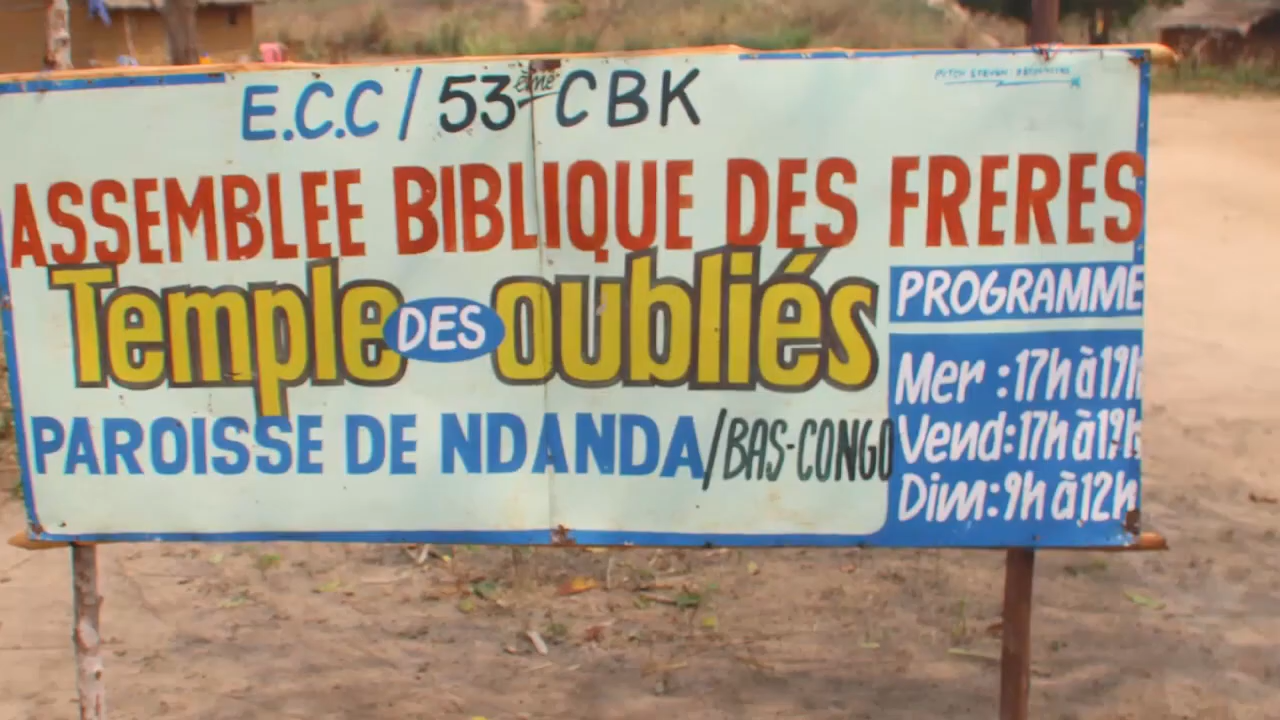 E.C.C/53ème CBK
ASSEMBLEE BIBLIQUE DES FRERES
Temple DES oubliés
PAROISSE DE NDANDA/BAS-CONGO
PROGRAMME
Mer :17h à 19h
Vend:17h à 19h
Dim:9h à 12h